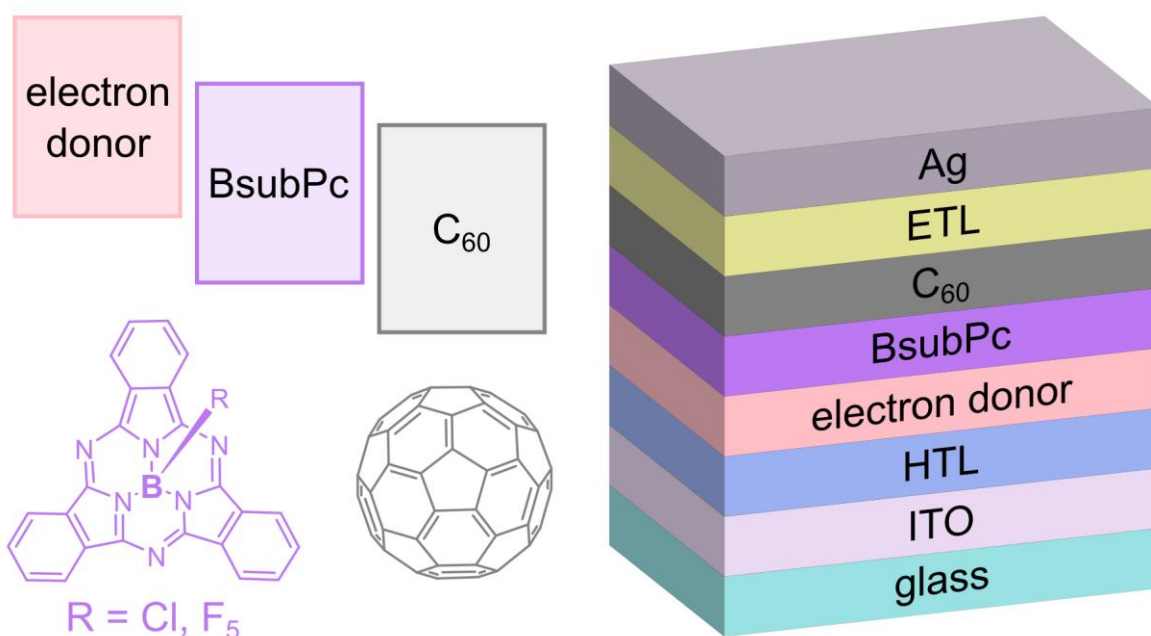 electron
donor
BsubPc
C₆₀
R
N
N
N
B
N
N
N
R = Cl, F₅
Ag
ETL
C₆₀
BsubPc
electron donor
HTL
ITO
glass